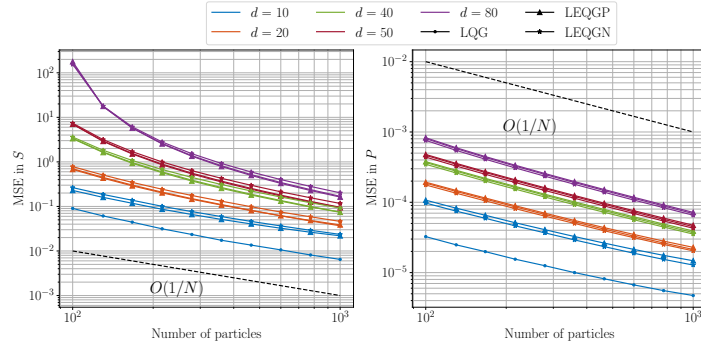 d = 10 d = 40 d = 80 LEQGP
d = 20 d = 50 LQG LEQGN
MSE in S
10²
10¹
10⁰
10⁻¹
10⁻²
10⁻³
O(1/N)
10² 10³
Number of particles
MSE in P
10⁻²
10⁻³
10⁻⁴
10⁻⁵
O(1/N)
10² 10³
Number of particles